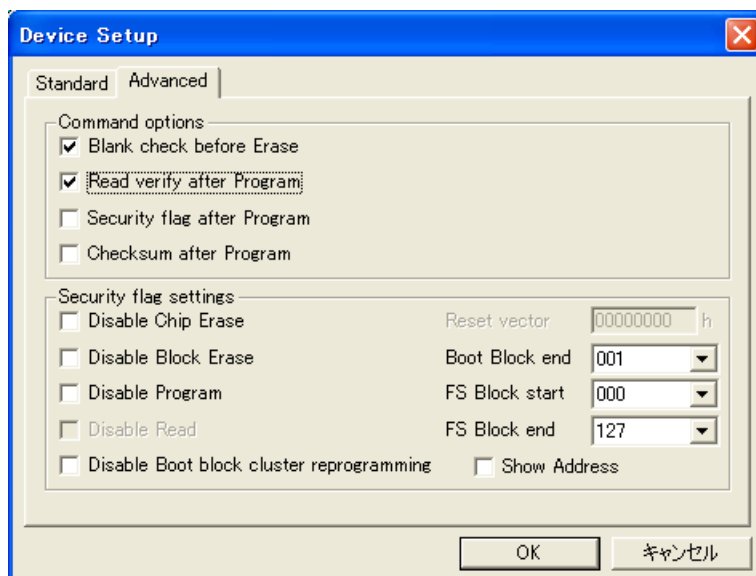 Device Setup
Standard Advanced
Command options
Blank check before Erase
Read verify after Program
Security flag after Program
Checksum after Program
Security flag settings
Disable Chip Erase Reset vector 00000000 h
Disable Block Erase Boot Block end 001
Disable Program FS Block start 000
Disable Read FS Block end 127
Disable Boot block cluster reprogramming Show Address
OK キャンセル